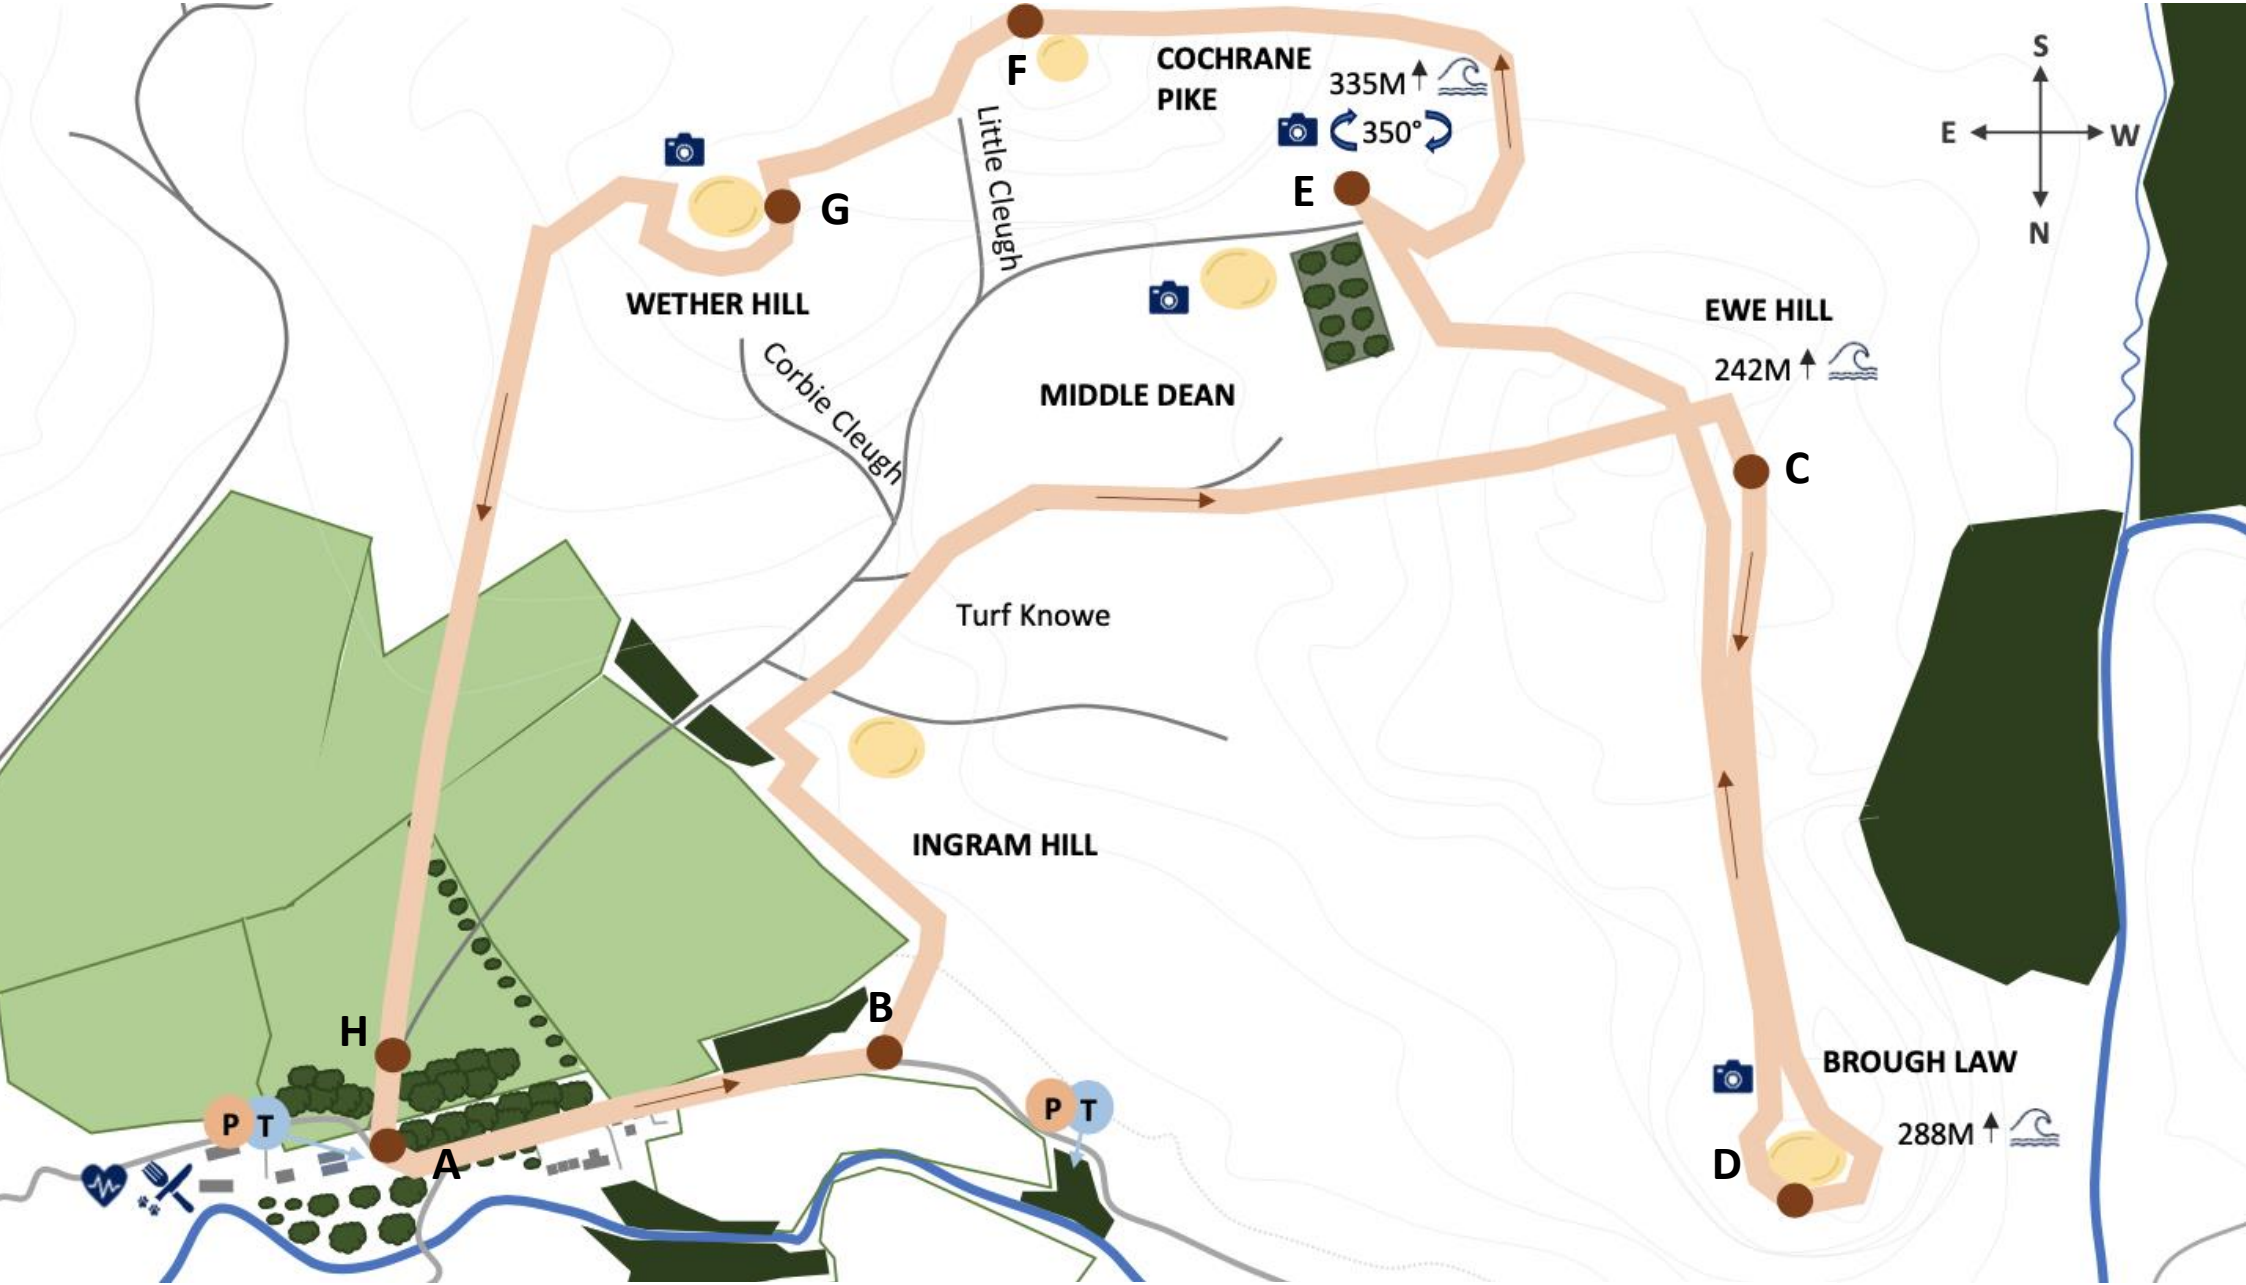 S
E W
N
F
COCHRANE
PIKE
335M
350°
E
Little Cleugh
G
WETHER HILL
Corbie Cleugh
MIDDLE DEAN
EWE HILL
242M
C
Turf Knowe
INGRAM HILL
B
H
A
P T
P T
BROUGH LAW
288M
D